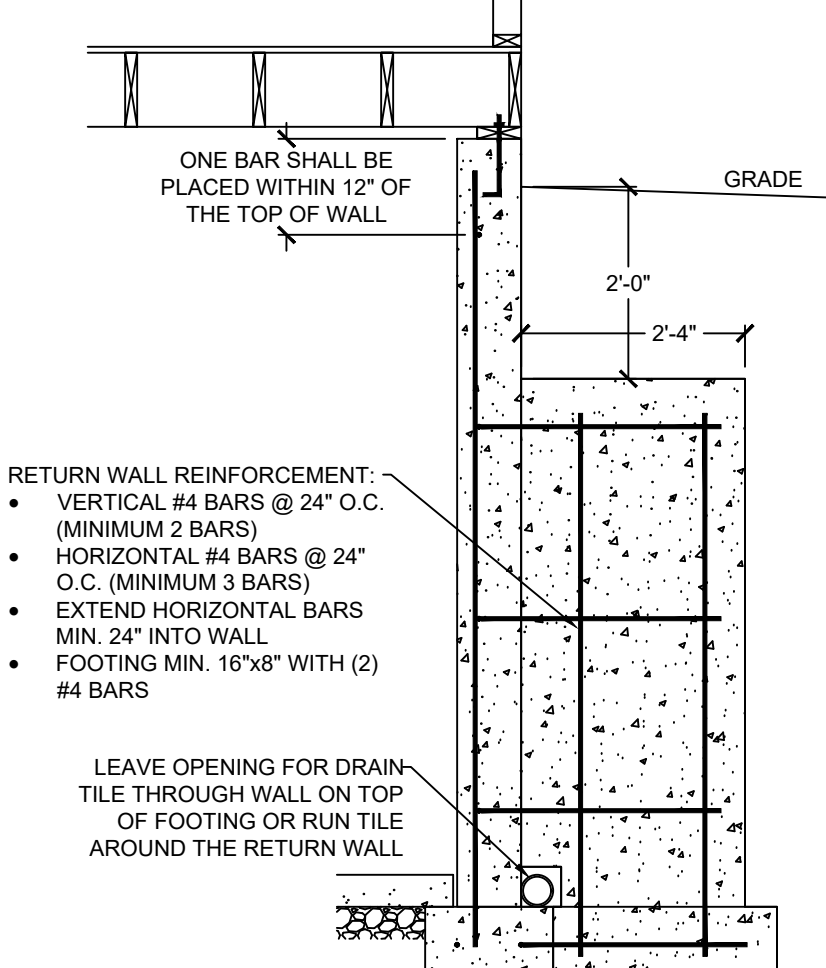 ONE BAR SHALL BE
PLACED WITHIN 12" OF
THE TOP OF WALL
GRADE
2'-0"
2'-4"
RETURN WALL REINFORCEMENT:
• VERTICAL #4 BARS @ 24" O.C.
(MINIMUM 2 BARS)
• HORIZONTAL #4 BARS @ 24"
O.C. (MINIMUM 3 BARS)
• EXTEND HORIZONTAL BARS
MIN. 24" INTO WALL
• FOOTING MIN. 16"x8" WITH (2)
#4 BARS
LEAVE OPENING FOR DRAIN
TILE THROUGH WALL ON TOP
OF FOOTING OR RUN TILE
AROUND THE RETURN WALL